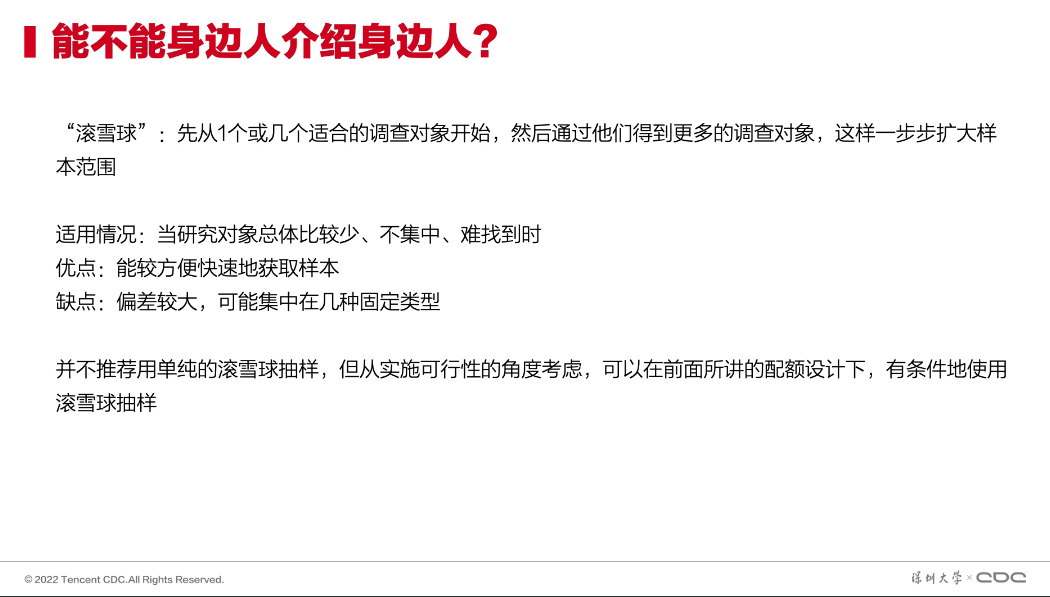 能不能身边人介绍身边人？
“滚雪球”：先从1个或几个适合的调查对象开始，然后通过他们得到更多的调查对象，这样一步步扩大样
本范围
适用情况：当研究对象总体比较少、不集中、难找到时
优点：能较方便快速地获取样本
缺点：偏差较大，可能集中在几种固定类型
并不推荐用单纯的滚雪球抽样，但从实施可行性的角度考虑，可以在前面所讲的配额设计下，有条件地使用
滚雪球抽样
© 2022 Tencent CDC.All Rights Reserved.
深圳大学 × CDC